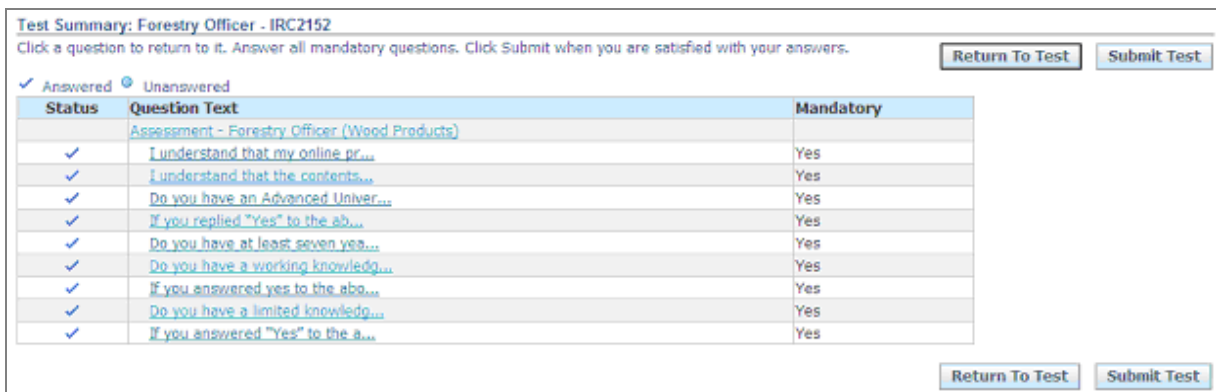 Test Summary: Forestry Officer - IRC2152
Click a question to return to it. Answer all mandatory questions. Click Submit when you are satisfied with your answers.
Return To Test Submit Test
Answered Unanswered
Status Question Text Mandatory
Assessment - Forestry Officer (Wood Products)
I understand that my online pr... Yes
I understand that the contents... Yes
Do you have an Advanced Univer... Yes
If you replied "Yes" to the ab... Yes
Do you have at least seven yea... Yes
Do you have a working knowledg... Yes
If you answered yes to the abo... Yes
Do you have a limited knowledg... Yes
If you answered "Yes" to the a... Yes
Return To Test Submit Test